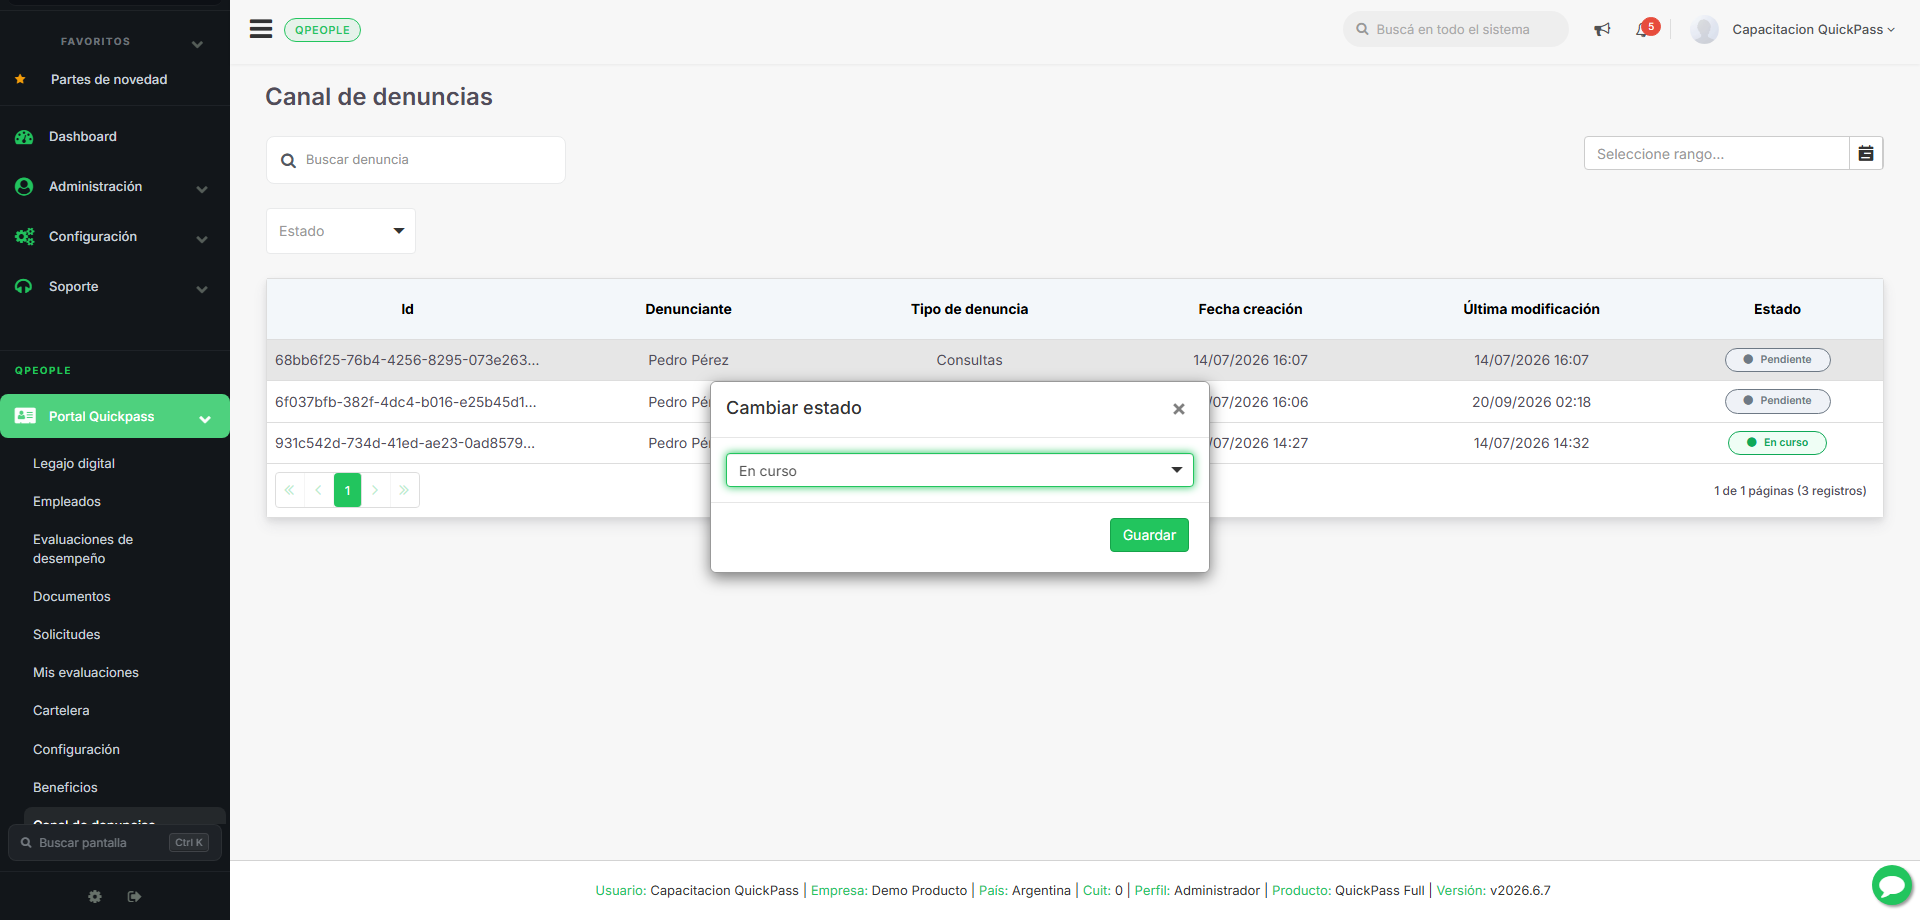 FAVORITOS
Partes de novedad
Dashboard
Administración
Configuración
Soporte
QPEOPLE
Portal Quickpass
Legajo digital
Empleados
Evaluaciones de
desempeño
Documentos
Solicitudes
Mis evaluaciones
Cartelera
Configuración
Beneficios
Canal de denuncias
Buscar pantalla Ctrl K
QPEOPLE
Buscá en todo el sistema
5
Capacitacion QuickPass
Canal de denuncias
Buscar denuncia
Seleccione rango...
Estado
Id Denunciante Tipo de denuncia Fecha creación Última modificación Estado
68bb6f25-76b4-4256-8295-073e263... Pedro Pérez Consultas 14/07/2026 16:07 14/07/2026 16:07 Pendiente
6f037bfb-382f-4dc4-b016-e25b45d1... Pedro Pé /07/2026 16:06 20/09/2026 02:18 Pendiente
931c542d-734d-41ed-ae23-0ad8579... Pedro Pé /07/2026 14:27 14/07/2026 14:32 En curso
« ‹ 1 › »
1 de 1 páginas (3 registros)
Cambiar estado ×
En curso
Guardar
Usuario: Capacitacion QuickPass | Empresa: Demo Producto | País: Argentina | Cuit: 0 | Perfil: Administrador | Producto: QuickPass Full | Versión: v2026.6.7